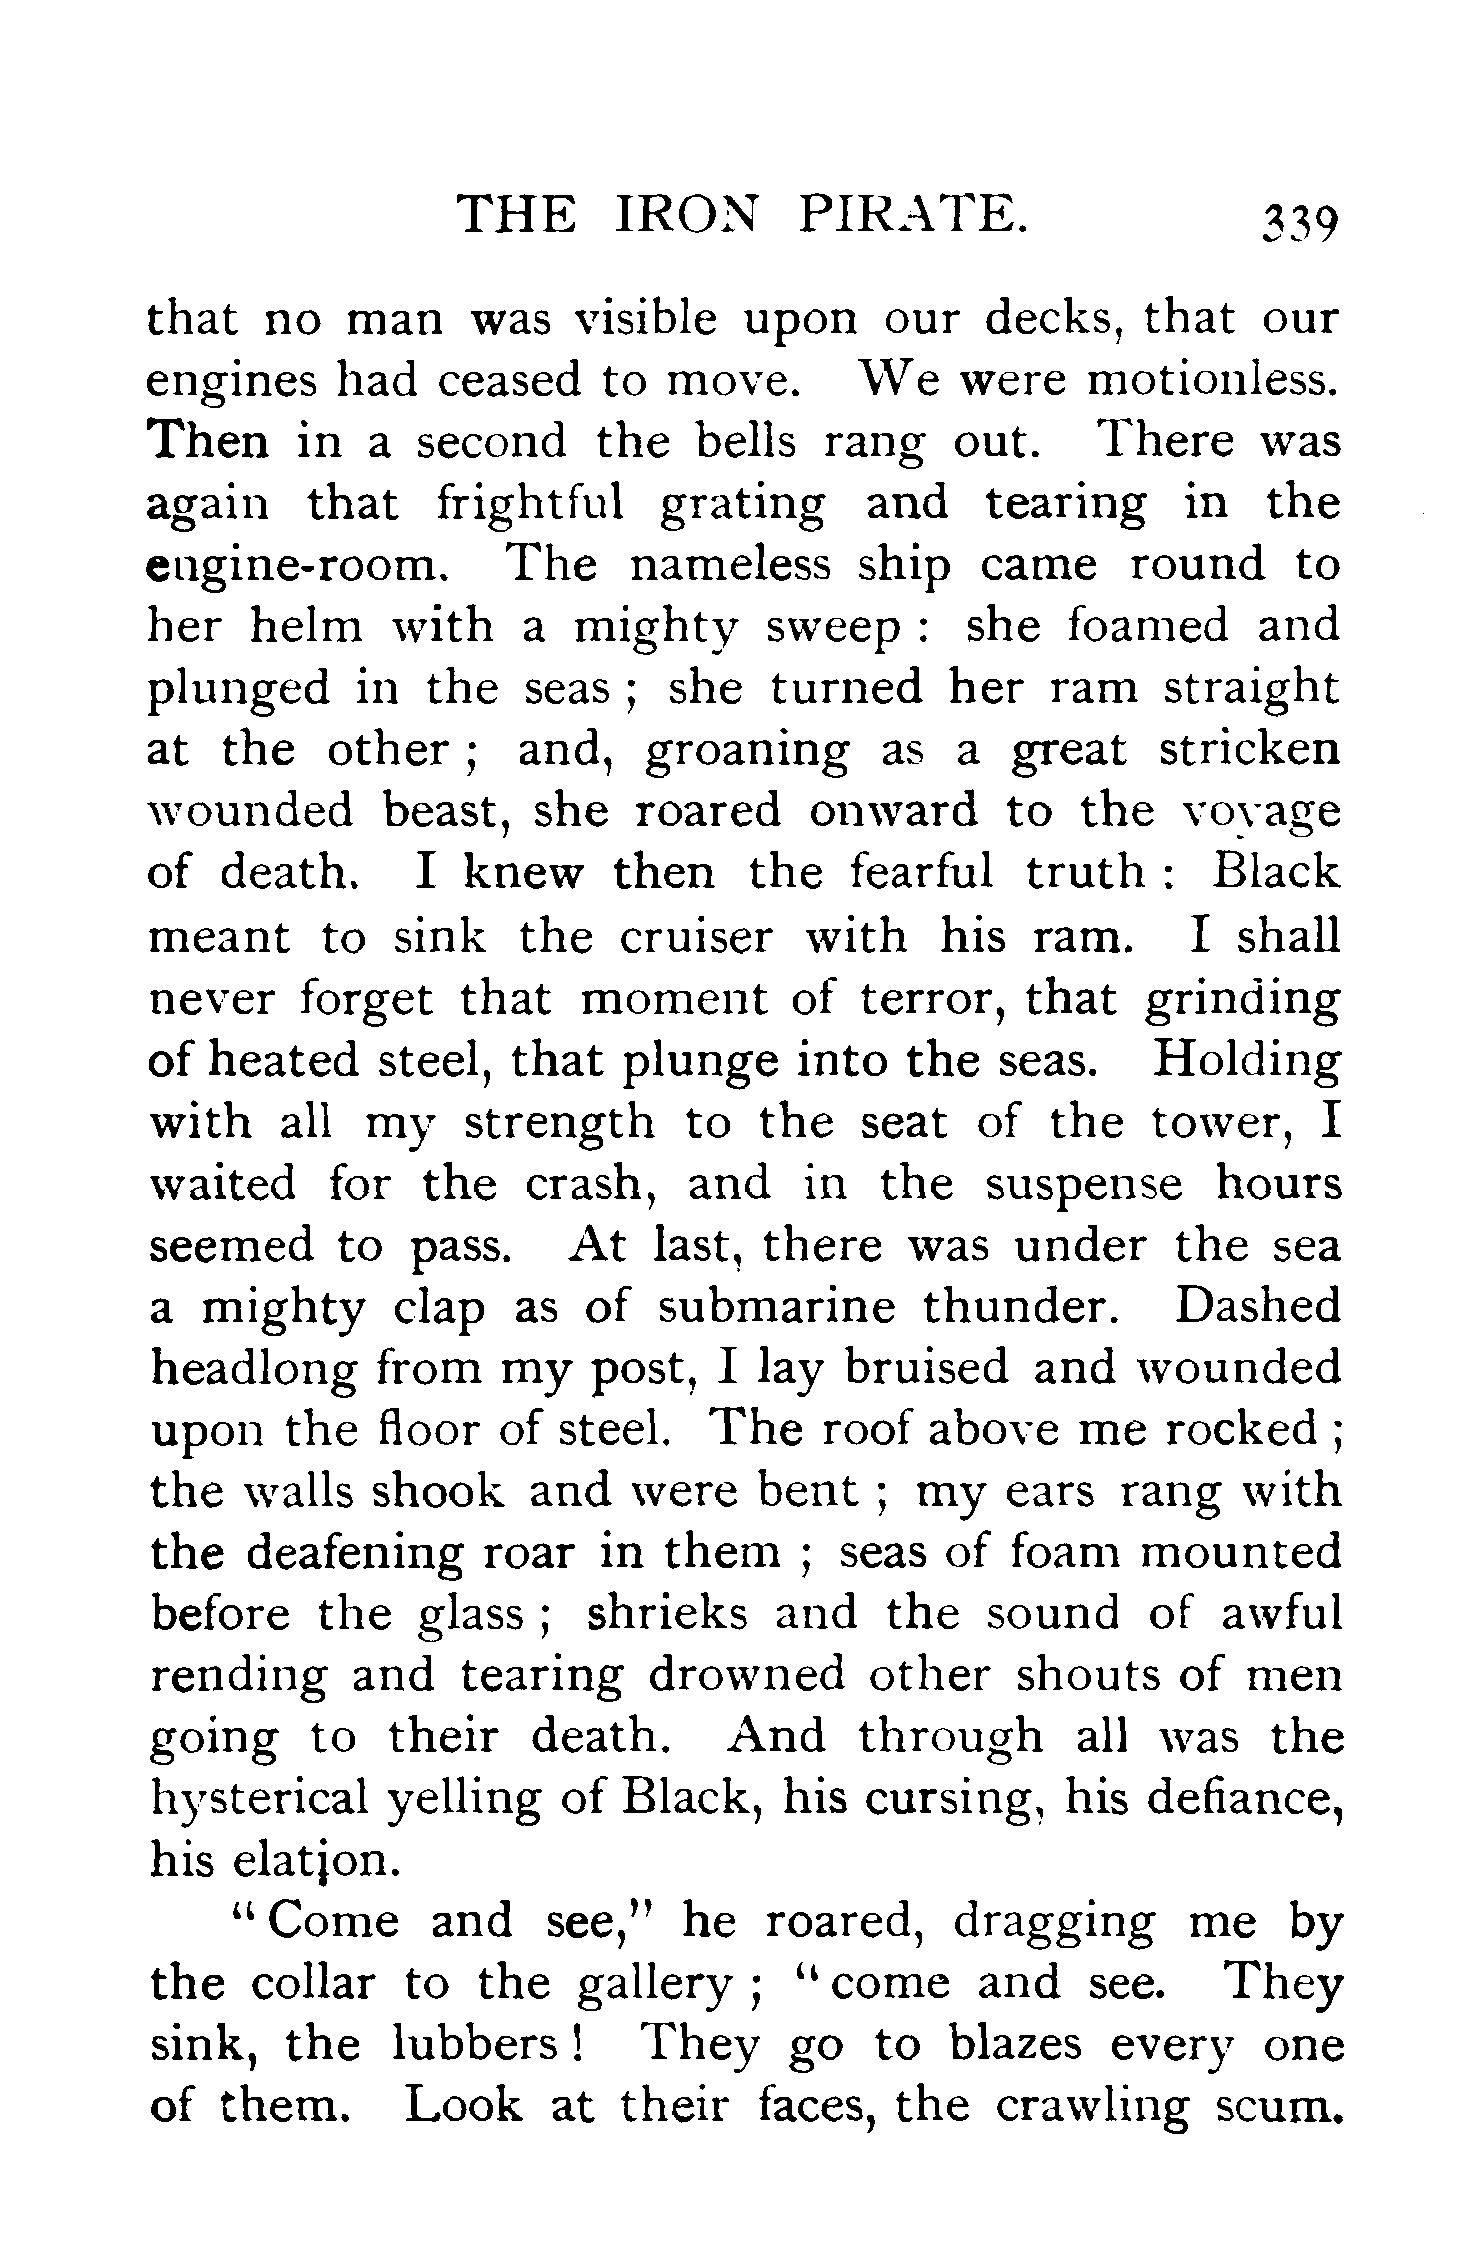 THE IRON PIRATE. 339
that no man was visible upon our decks, that our
engines had ceased to move. We were motionless.
Then in a second the bells rang out. There was
again that frightful grating and tearing in the
engine-room. The nameless ship came round to
her helm with a mighty sweep : she foamed and
plunged in the seas ; she turned her ram straight
at the other ; and, groaning as a great stricken
wounded beast, she roared onward to the voyage
of death. I knew then the fearful truth : Black
meant to sink the cruiser with his ram. I shall
never forget that moment of terror, that grinding
of heated steel, that plunge into the seas. Holding
with all my strength to the seat of the tower, I
waited for the crash, and in the suspense hours
seemed to pass. At last, there was under the sea
a mighty clap as of submarine thunder. Dashed
headlong from my post, I lay bruised and wounded
upon the floor of steel. The roof above me rocked ;
the walls shook and were bent ; my ears rang with
the deafening roar in them ; seas of foam mounted
before the glass ; shrieks and the sound of awful
rending and tearing drowned other shouts of men
going to their death. And through all was the
hysterical yelling of Black, his cursing, his defiance,
his elation.
" Come and see," he roared, dragging me by
the collar to the gallery ; " come and see. They
sink, the lubbers ! They go to blazes every one
of them. Look at their faces, the crawling scum.